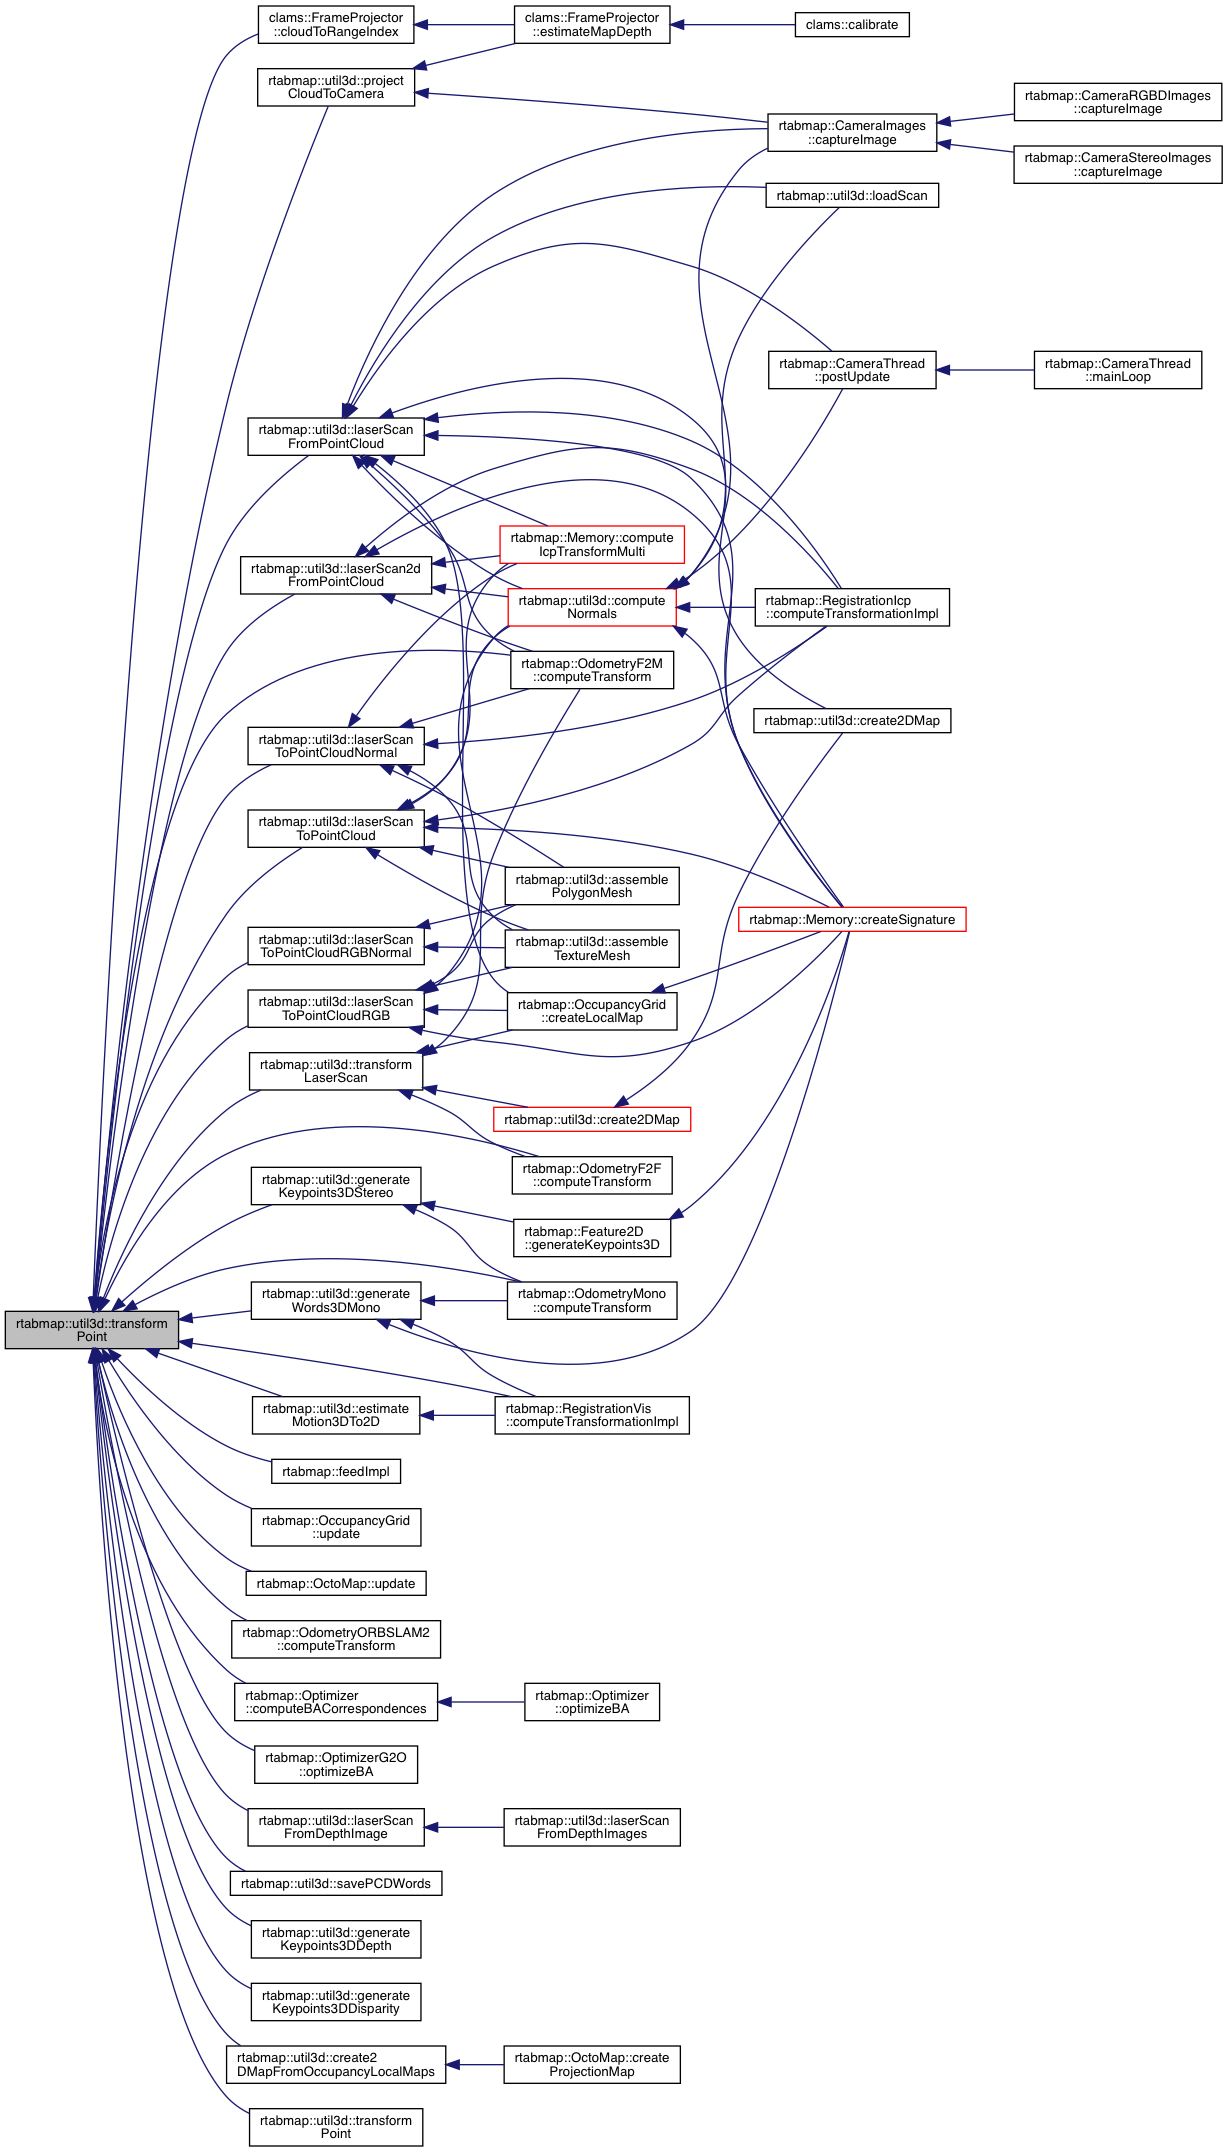 clams::FrameProjector
::cloudToRangeIndex
clams::FrameProjector
::estimateMapDepth
clams::calibrate
rtabmap::util3d::project
CloudToCamera
rtabmap::CameraRGBDImages
::captureImage
rtabmap::CameraImages
::captureImage
rtabmap::CameraStereoImages
::captureImage
rtabmap::util3d::loadScan
rtabmap::CameraThread
::postUpdate
rtabmap::CameraThread
::mainLoop
rtabmap::util3d::laserScan
FromPointCloud
rtabmap::Memory::compute
IcpTransformMulti
rtabmap::util3d::laserScan2d
FromPointCloud
rtabmap::util3d::compute
Normals
rtabmap::RegistrationIcp
::computeTransformationImpl
rtabmap::OdometryF2M
::computeTransform
rtabmap::util3d::create2DMap
rtabmap::util3d::laserScan
ToPointCloudNormal
rtabmap::util3d::laserScan
ToPointCloud
rtabmap::util3d::assemble
PolygonMesh
rtabmap::Memory::createSignature
rtabmap::util3d::laserScan
ToPointCloudRGBNormal
rtabmap::util3d::assemble
TextureMesh
rtabmap::util3d::laserScan
ToPointCloudRGB
rtabmap::OccupancyGrid
::createLocalMap
rtabmap::util3d::transform
LaserScan
rtabmap::util3d::create2DMap
rtabmap::OdometryF2F
::computeTransform
rtabmap::util3d::generate
Keypoints3DStereo
rtabmap::Feature2D
::generateKeypoints3D
rtabmap::util3d::generate
Words3DMono
rtabmap::OdometryMono
::computeTransform
rtabmap::util3d::transform
Point
rtabmap::util3d::estimate
Motion3DTo2D
rtabmap::RegistrationVis
::computeTransformationImpl
rtabmap::feedImpl
rtabmap::OccupancyGrid
::update
rtabmap::OctoMap::update
rtabmap::OdometryORBSLAM2
::computeTransform
rtabmap::Optimizer
::computeBACorrespondences
rtabmap::Optimizer
::optimizeBA
rtabmap::OptimizerG2O
::optimizeBA
rtabmap::util3d::laserScan
FromDepthImage
rtabmap::util3d::laserScan
FromDepthImages
rtabmap::util3d::savePCDWords
rtabmap::util3d::generate
Keypoints3DDepth
rtabmap::util3d::generate
Keypoints3DDisparity
rtabmap::util3d::create2
DMapFromOccupancyLocalMaps
rtabmap::OctoMap::create
ProjectionMap
rtabmap::util3d::transform
Point